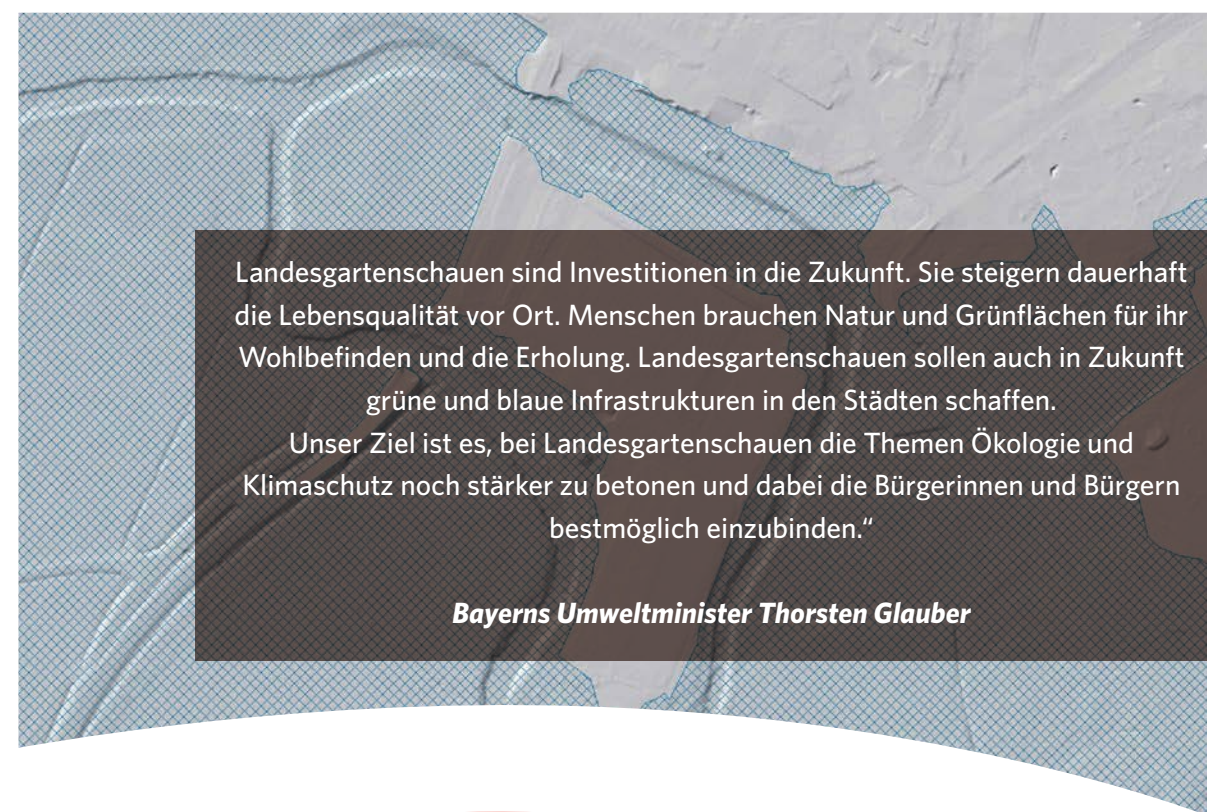 Landesgartenschauen sind Investitionen in die Zukunft. Sie steigern dauerhaft
die Lebensqualität vor Ort. Menschen brauchen Natur und Grünflächen für ihr
Wohlbefinden und die Erholung. Landesgartenschauen sollen auch in Zukunft
grüne und blaue Infrastrukturen in den Städten schaffen.
Unser Ziel ist es, bei Landesgartenschauen die Themen Ökologie und
Klimaschutz noch stärker zu betonen und dabei die Bürgerinnen und Bürgern
bestmöglich einzubinden.“
Bayerns Umweltminister Thorsten Glauber